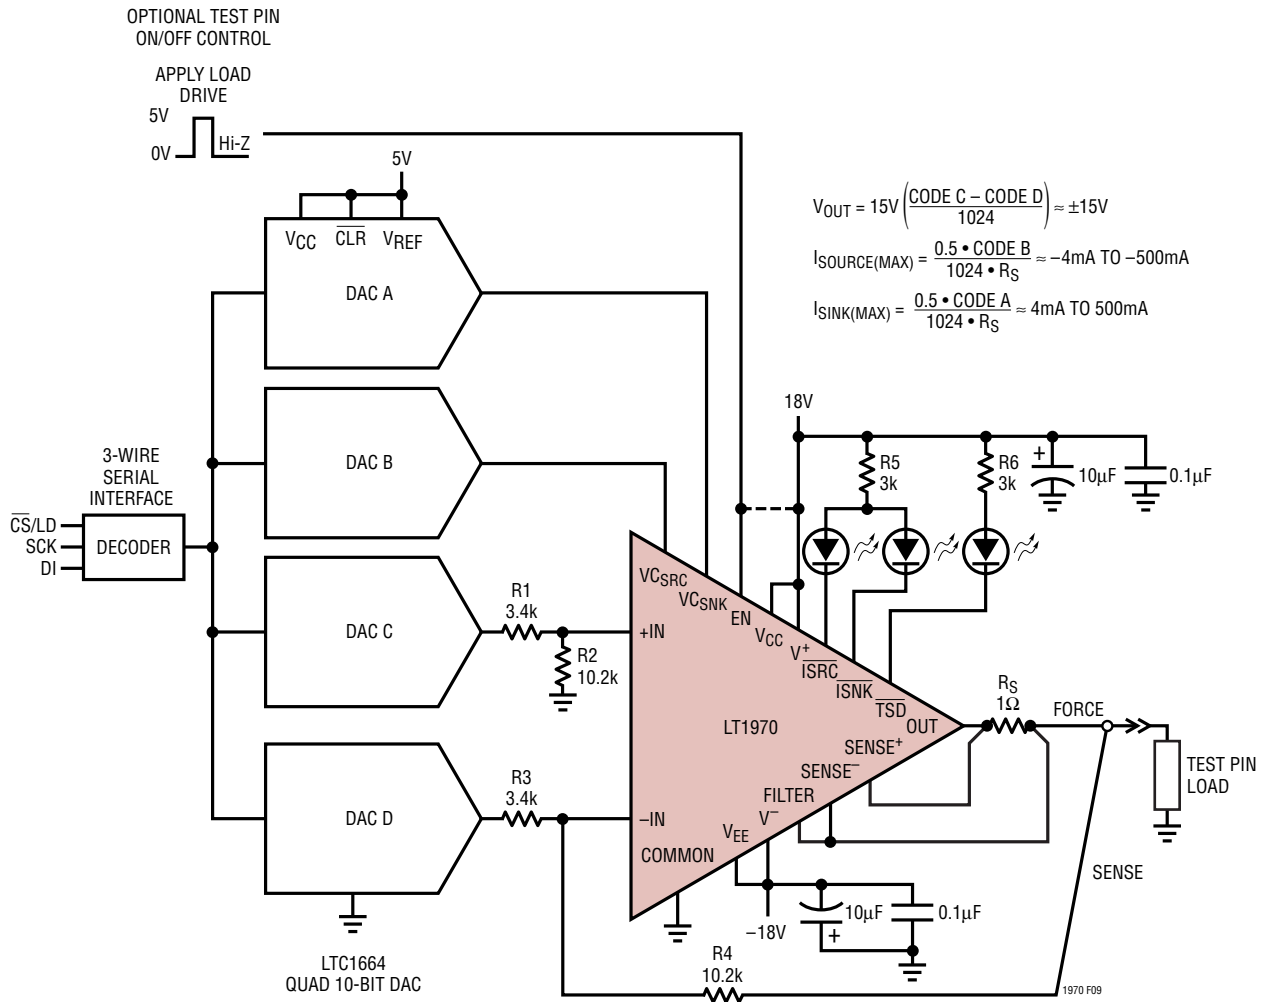 OPTIONAL TEST PIN
ON/OFF CONTROL
APPLY LOAD
DRIVE
5V
0V
Hi-Z
5V
VCC
CLR
VREF
DAC A
VOUT = 15V (CODE C – CODE D / 1024) ≈ ±15V
ISOURCE(MAX) = 0.5 • CODE B / 1024 • RS ≈ –4mA TO –500mA
ISINK(MAX) = 0.5 • CODE A / 1024 • RS ≈ 4mA TO 500mA
18V
R5
3k
R6
3k
+
10µF
0.1µF
DAC B
3-WIRE
SERIAL
INTERFACE
CS/LD
SCK
DI
DECODER
DAC C
R1
3.4k
R2
10.2k
DAC D
R3
3.4k
VCSRC
VCSNK
EN
VCC
V+
ISRC
ISNK
TSD
OUT
+IN
LT1970
SENSE+
SENSE–
FILTER
V–
VEE
–IN
COMMON
RS
1Ω
FORCE
TEST PIN
LOAD
SENSE
–18V
10µF
+
0.1µF
R4
10.2k
LTC1664
QUAD 10-BIT DAC
1970 F09